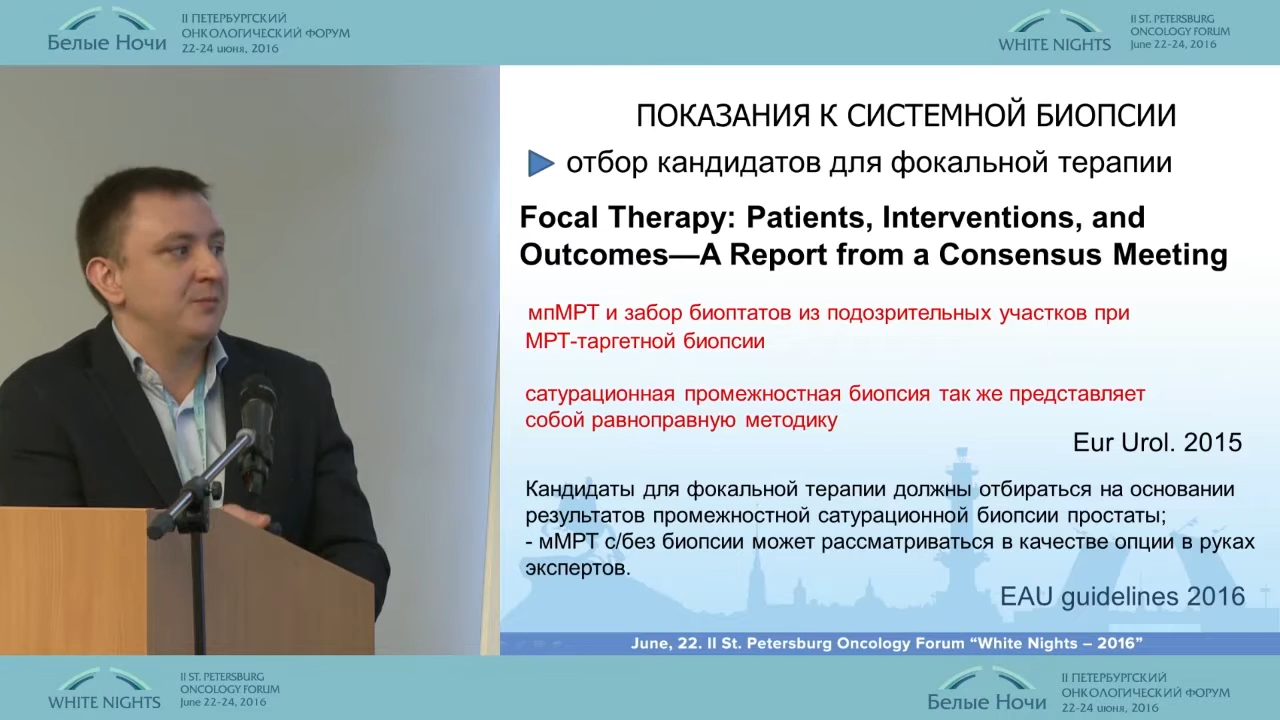 II ПЕТЕРБУРГСКИЙ
ОНКОЛОГИЧЕСКИЙ ФОРУМ
22-24 июня, 2016
Белые Ночи
WHITE NIGHTS
II ST. PETERSBURG
ONCOLOGY FORUM
June 22-24, 2016
ПОКАЗАНИЯ К СИСТЕМНОЙ БИОПСИИ
отбор кандидатов для фокальной терапии
Focal Therapy: Patients, Interventions, and
Outcomes—A Report from a Consensus Meeting
мпМРТ и забор биоптатов из подозрительных участков при
МРТ-таргетной биопсии
сатурационная промежностная биопсия так же представляет
собой равноправную методику
Eur Urol. 2015
Кандидаты для фокальной терапии должны отбираться на основании
результатов промежностной сатурационной биопсии простаты;
- мМРТ с/без биопсии может рассматриваться в качестве опции в руках
экспертов.
EAU guidelines 2016
June, 22. II St. Petersburg Oncology Forum “White Nights – 2016”
WHITE NIGHTS
II ST. PETERSBURG
ONCOLOGY FORUM
June 22-24, 2016
Белые Ночи
II ПЕТЕРБУРГСКИЙ
ОНКОЛОГИЧЕСКИЙ ФОРУМ
22-24 июня, 2016